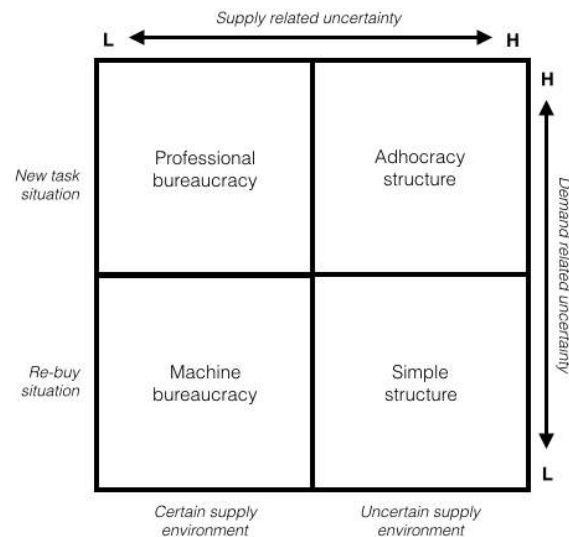 Supply related uncertainty
L
H
H
New task
situation
Professional
bureaucracy
Adhocracy
structure
Demand related uncertainty
Re-buy
situation
Machine
bureaucracy
Simple
structure
L
Certain supply
environment
Uncertain supply
environment